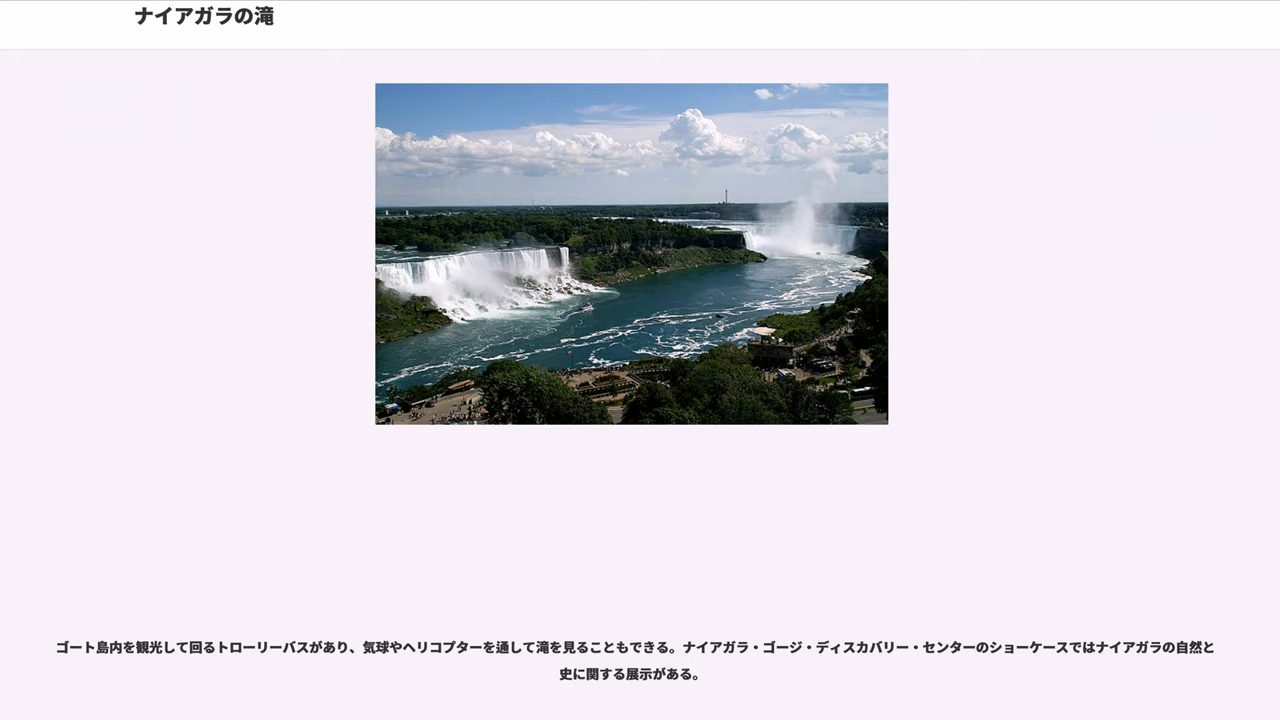 ナイアガラの滝
ゴート島内を観光して回るトローリーバスがあり、気球やヘリコプターを通して滝を見ることもできる。ナイアガラ・ゴージ・ディスカバリー・センターのショーケースではナイアガラの自然と
史に関する展示がある。